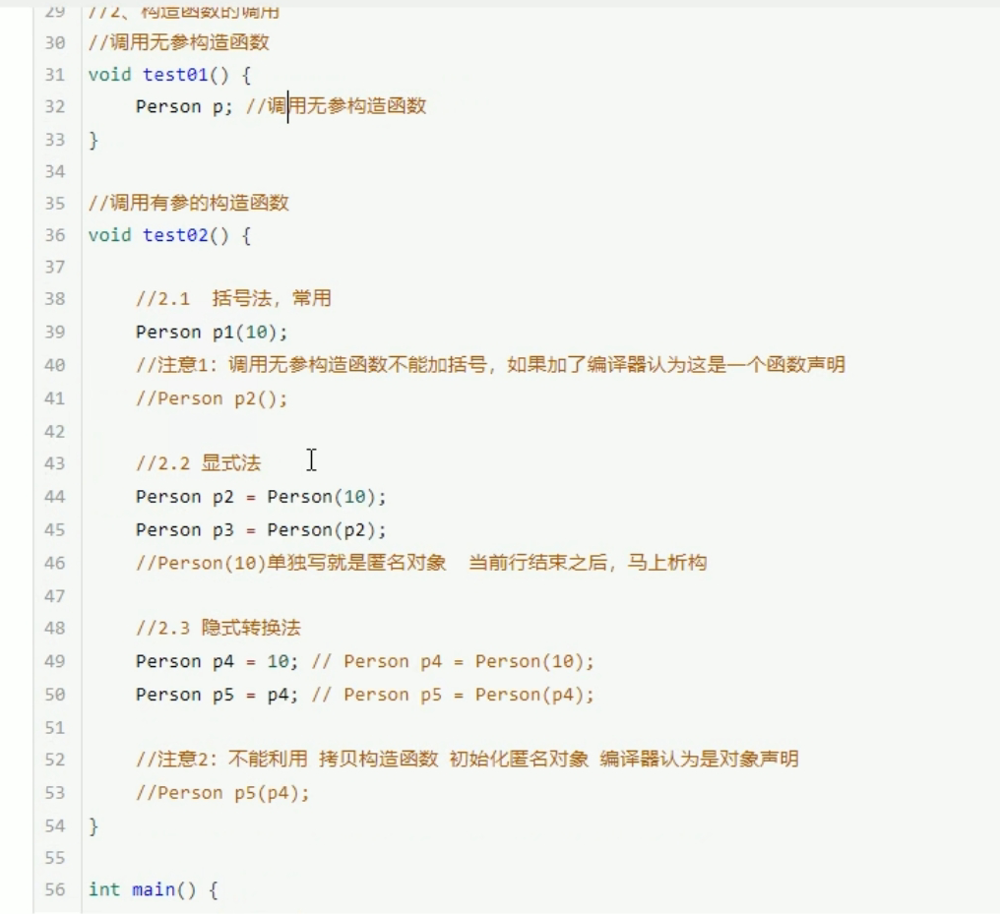 29 //2、构造函数的调用
30 //调用无参构造函数
31 void test01() {
32 Person p; //调用无参构造函数
33 }
34
35 //调用有参的构造函数
36 void test02() {
37
38 //2.1 括号法，常用
39 Person p1(10);
40 //注意1：调用无参构造函数不能加括号，如果加了编译器认为这是一个函数声明
41 //Person p2();
42
43 //2.2 显式法
44 Person p2 = Person(10);
45 Person p3 = Person(p2);
46 //Person(10)单独写就是匿名对象 当前行结束之后，马上析构
47
48 //2.3 隐式转换法
49 Person p4 = 10; // Person p4 = Person(10);
50 Person p5 = p4; // Person p5 = Person(p4);
51
52 //注意2：不能利用 拷贝构造函数 初始化匿名对象 编译器认为是对象声明
53 //Person p5(p4);
54 }
55
56 int main() {